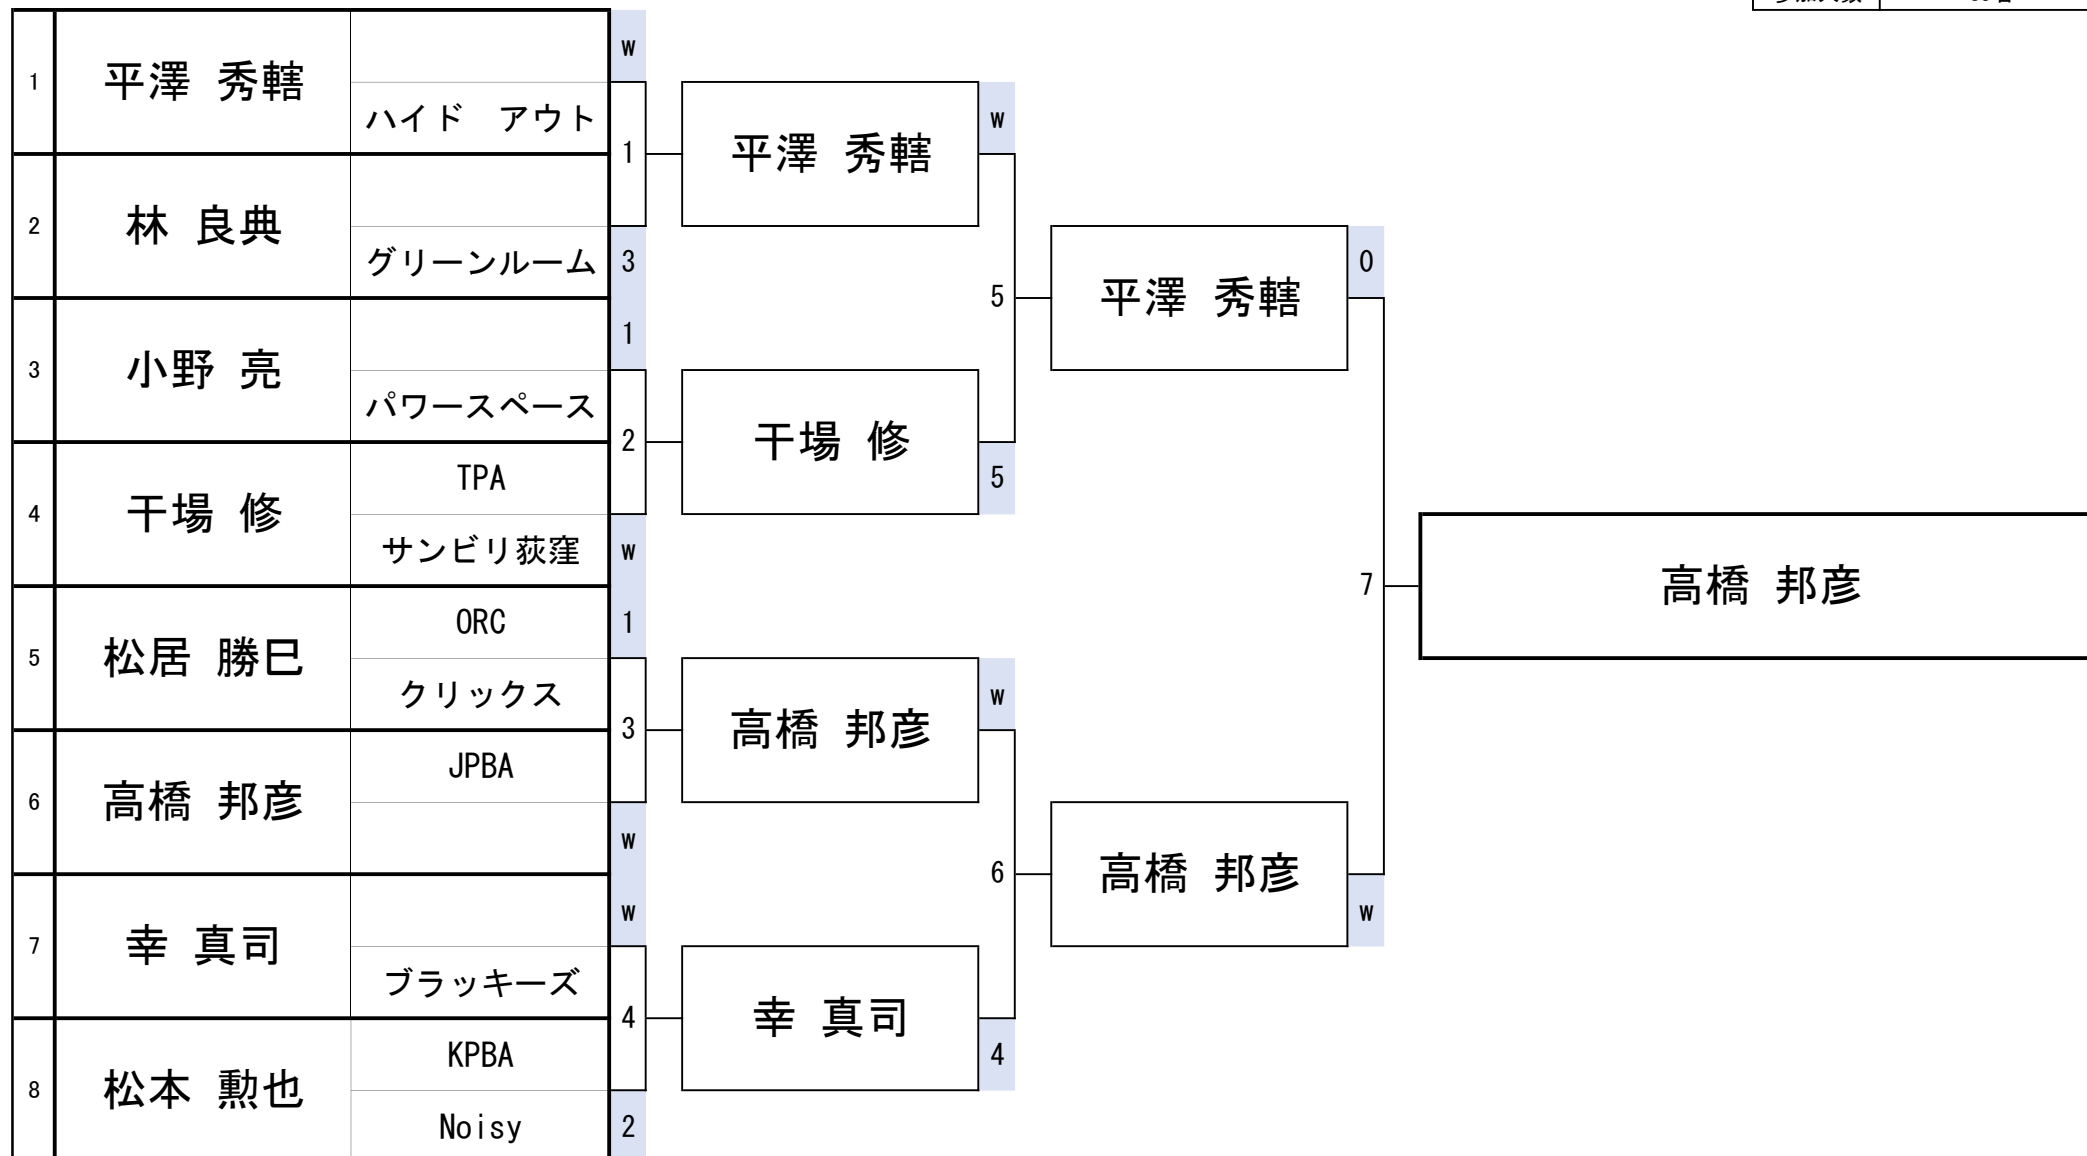 1
平澤 秀轄
ハイド　アウト
W
2
林 良典
グリーンルーム
3
1
3
小野 亮
パワースペース
1
4
干場 修
TPA
サンビリ荻窪
W
2
5
松居 勝巳
ORC
クリックス
1
6
高橋 邦彦
JPBA
W
3
7
幸 真司
ブラッキーズ
W
8
松本 勲也
KPBA
Noisy
2
4
平澤 秀轄
W
干場 修
5
5
高橋 邦彦
W
幸 真司
4
6
平澤 秀轄
0
高橋 邦彦
W
7
高橋 邦彦